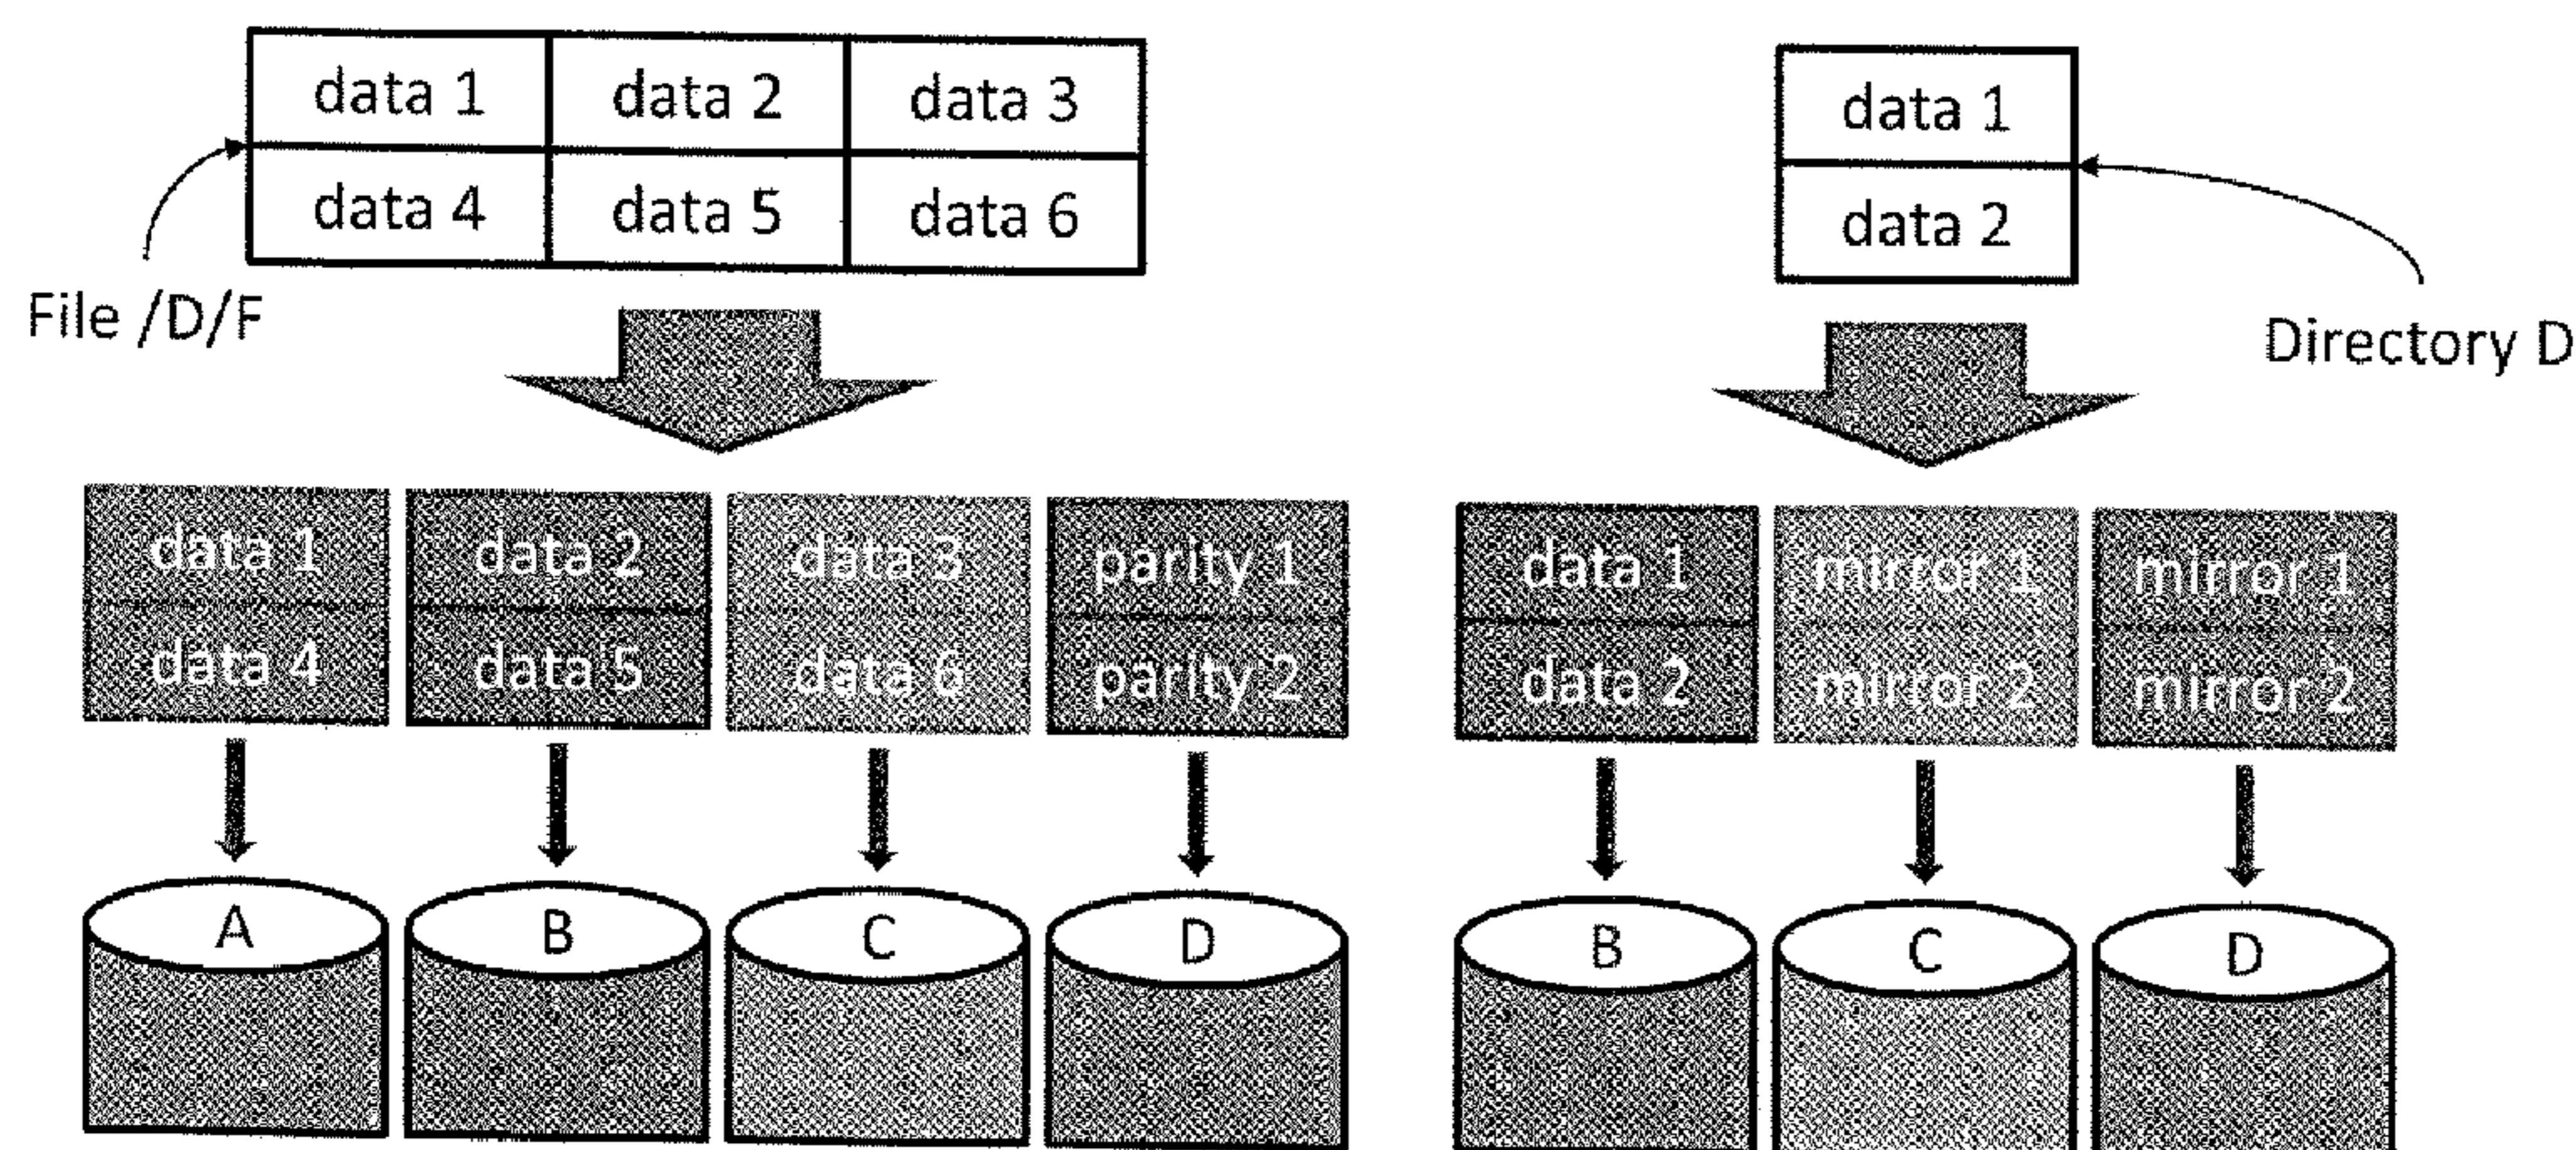 data 1 data 2 data 3
data 4 data 5 data 6
File /D/F
data 1
data 2
Directory D
data 1 data 2 data 3 parity 1
data 4 data 5 data 6 parity 2
A B C D
data 1 mirror 1 mirror 1
data 2 mirror 2 mirror 2
B C D